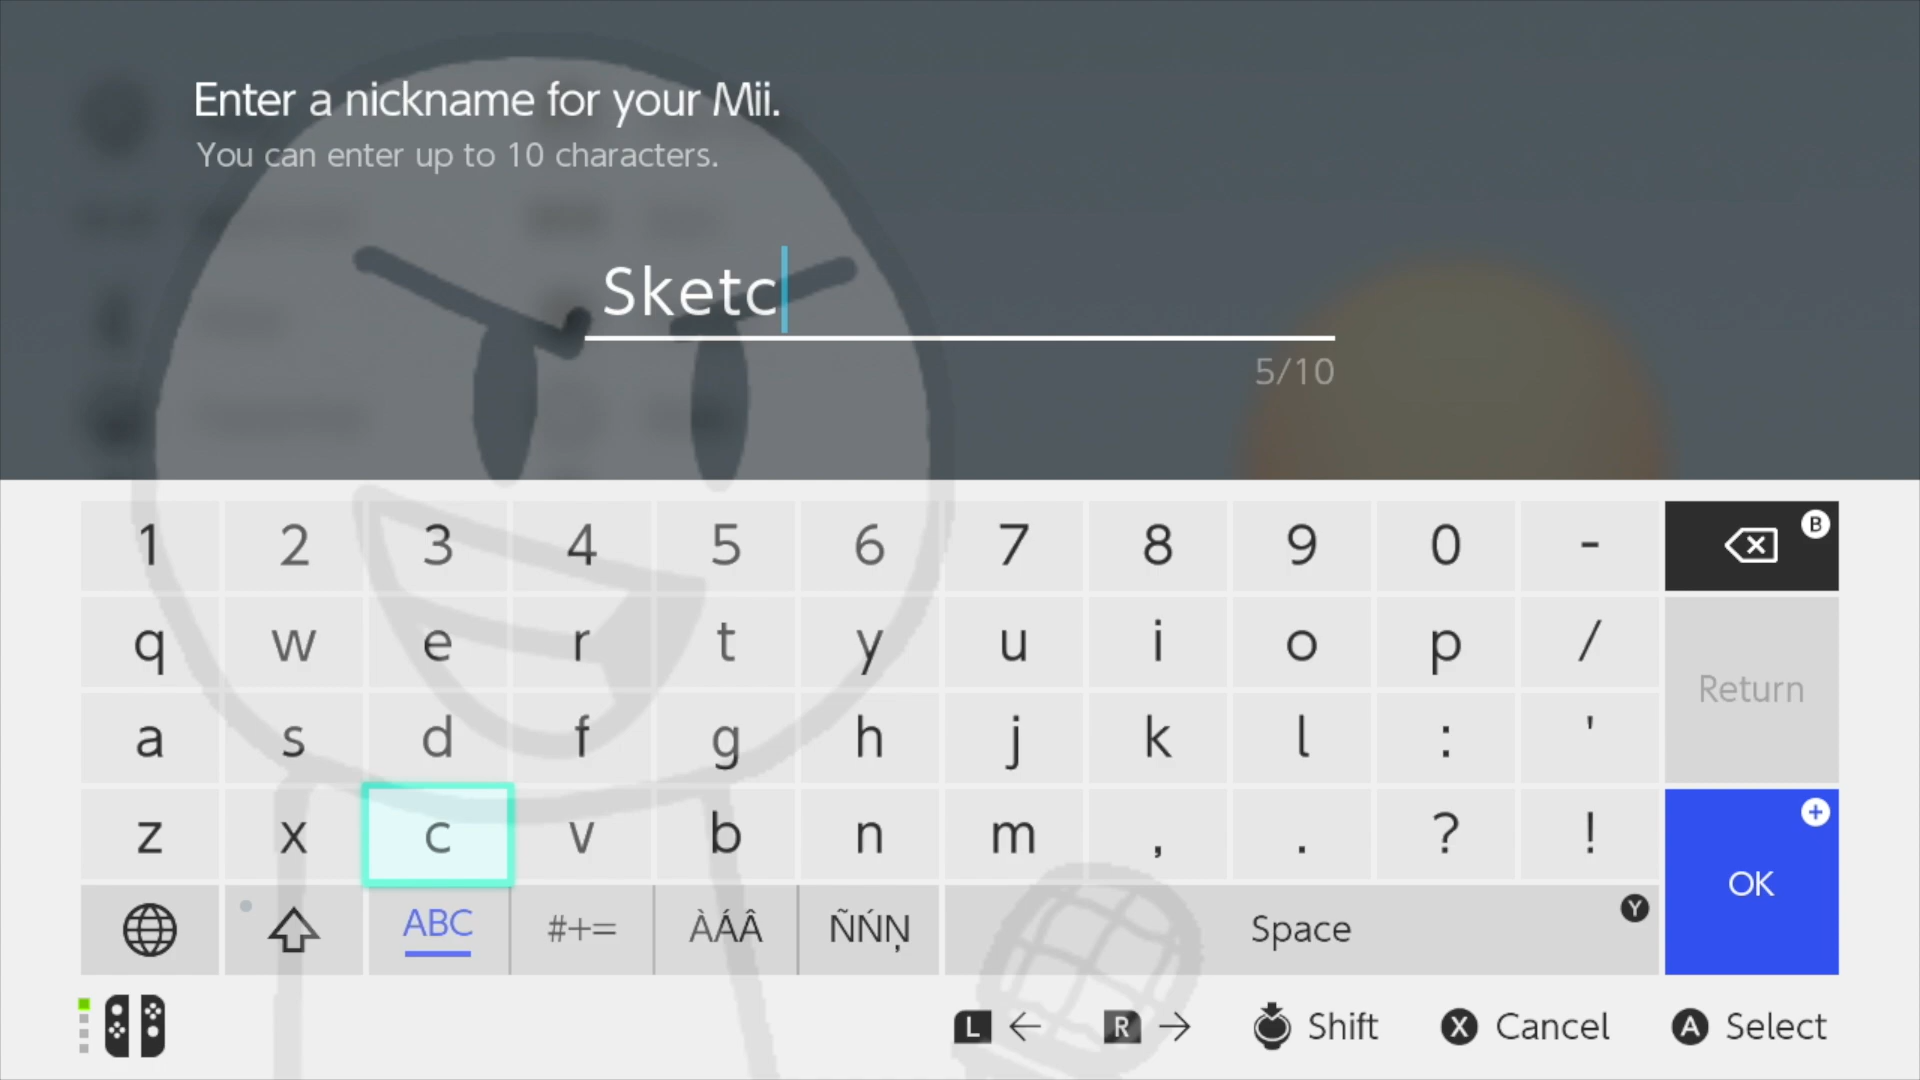 Enter a nickname for your Mii.
You can enter up to 10 characters.
Sketc
5/10
1 2 3 4 5 6 7 8 9 0 - B
q w e r t y u i o p / Return
a s d f g h j k l : '
z x c v b n m , . ? ! OK
ABC #+= ÀÁÂ ÑŃŅ Space Y
L ← R → Shift X Cancel A Select